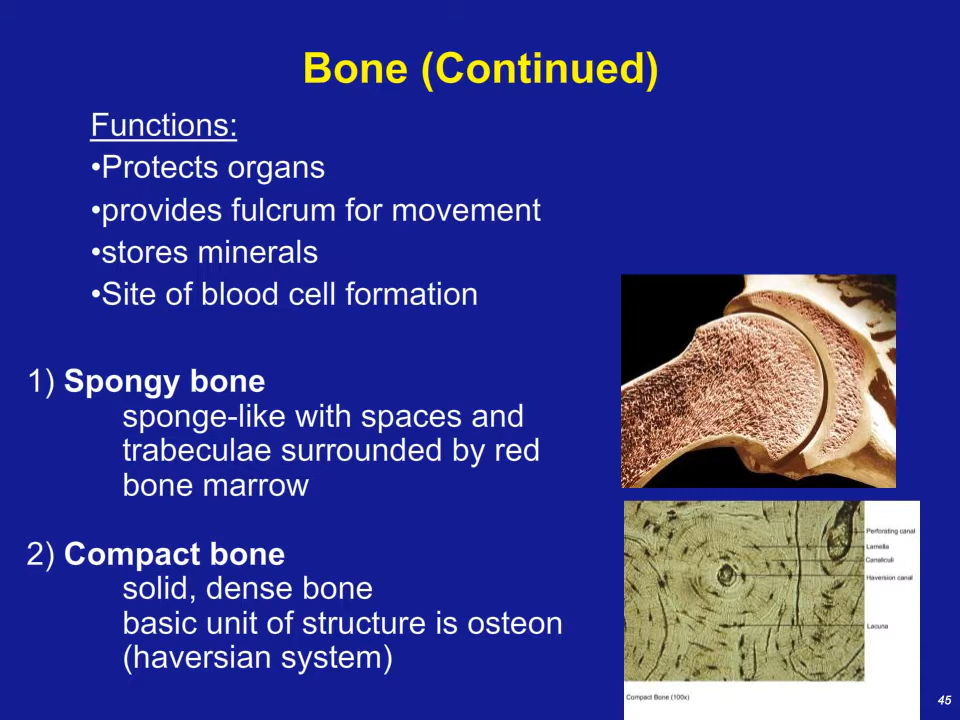 Bone (Continued)
Functions:
•Protects organs
•provides fulcrum for movement
•stores minerals
•Site of blood cell formation
1) Spongy bone
sponge-like with spaces and
trabeculae surrounded by red
bone marrow
2) Compact bone
solid, dense bone
basic unit of structure is osteon
(haversian system)
Perforating canal
Lamella
Canaliculi
Haversion canal
Lacuna
Compact Bone (100x)
45